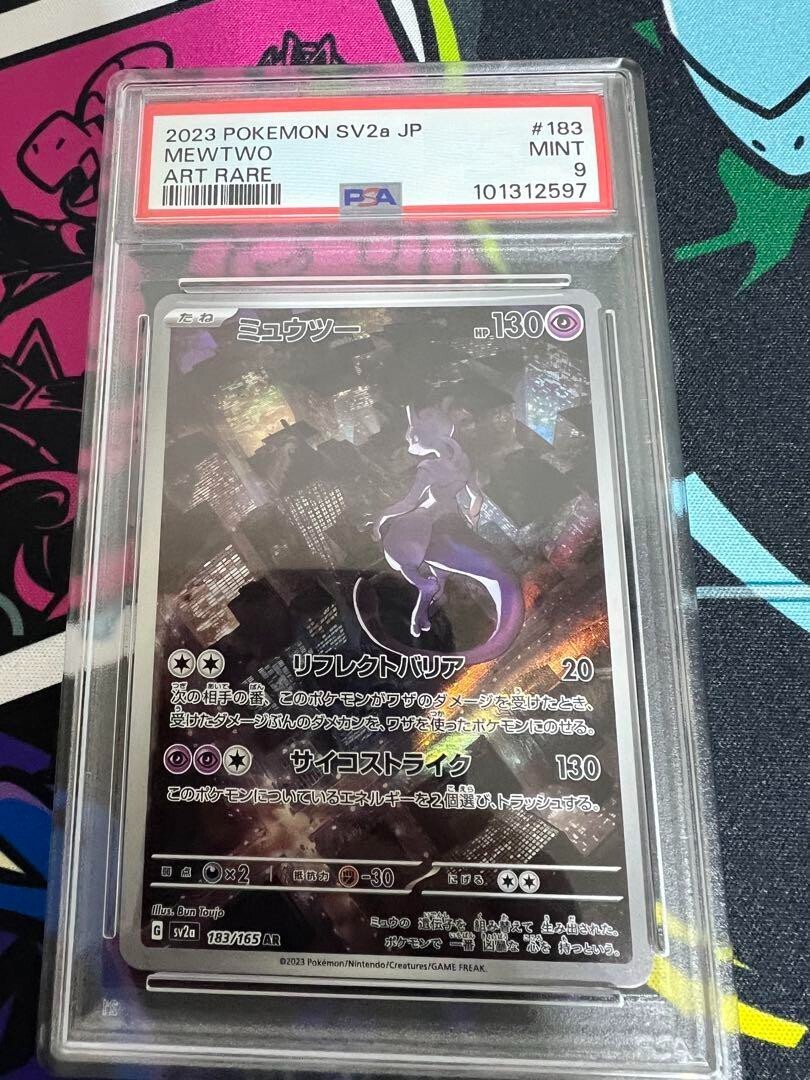 2023 POKEMON SV2a JP #183
MEWTWO MINT
ART RARE 9
PSA 101312597
たね ミュウツー HP 130
リフレクトバリア 20
次の相手の番、このポケモンがワザのダメージを受けたとき、
受けたダメージぶんのダメカンを、ワザを使ったポケモンにのせる。
サイコストライク 130
このポケモンについているエネルギーを2個選び、トラッシュする。
弱点 ×2 抵抗力 -30 にげる
Illus. Bun Toujo
G sv2a 183/165 AR
ミュウの 遺伝子を 組み替えて 生み出された。
ポケモンで 一番 凶暴な 心を 持つという。
©2023 Pokémon/Nintendo/Creatures/GAME FREAK.